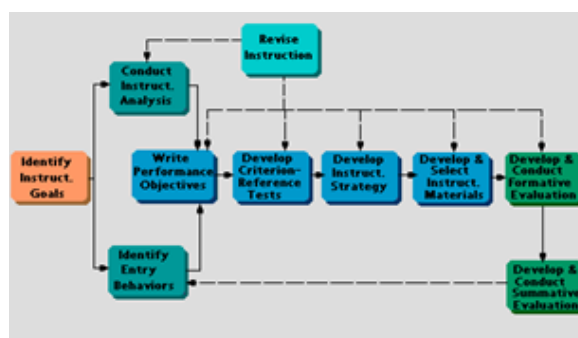 Revise
Instruction
Conduct
Instruct.
Analysis
Identify
Instruct.
Goals
Write
Performance
Objectives
Develop
Criterion-
Reference
Tests
Develop
Instruct.
Strategy
Develop &
Select
Instruct.
Materials
Develop &
Conduct
Formative
Evaluation
Identify
Entry
Behaviors
Develop &
Conduct
Summative
Evaluation